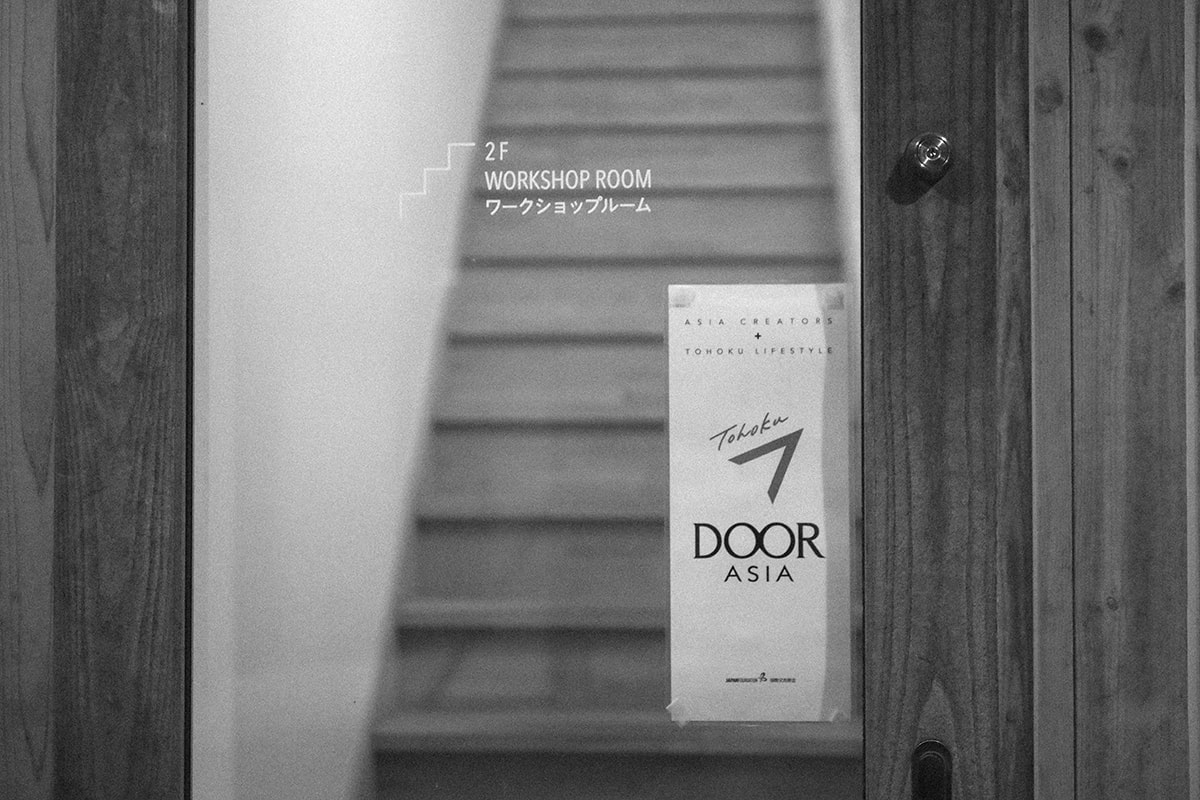 2F
WORKSHOP ROOM
ワークショップルーム
ASIA CREATORS
+
TOHOKU LIFESTYLE
Tohoku
DOOR
ASIA
JAPANFOUNDATION